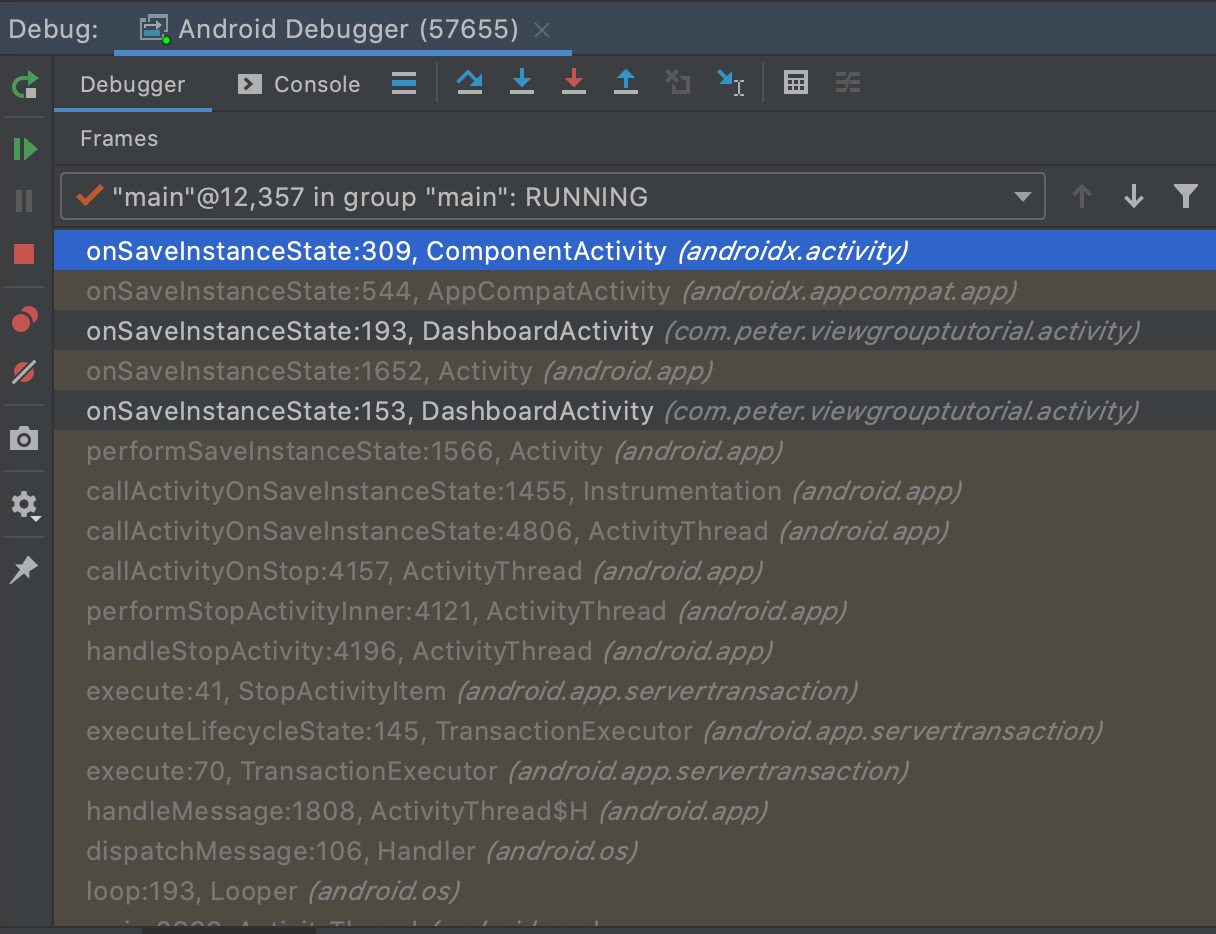 Debug: Android Debugger (57655)
Debugger Console
Frames
"main"@12,357 in group "main": RUNNING
onSaveInstanceState:309, ComponentActivity (androidx.activity)
onSaveInstanceState:544, AppCompatActivity (androidx.appcompat.app)
onSaveInstanceState:193, DashboardActivity (com.peter.viewgrouptutorial.activity)
onSaveInstanceState:1652, Activity (android.app)
onSaveInstanceState:153, DashboardActivity (com.peter.viewgrouptutorial.activity)
performSaveInstanceState:1566, Activity (android.app)
callActivityOnSaveInstanceState:1455, Instrumentation (android.app)
callActivityOnSaveInstanceState:4806, ActivityThread (android.app)
callActivityOnStop:4157, ActivityThread (android.app)
performStopActivityInner:4121, ActivityThread (android.app)
handleStopActivity:4196, ActivityThread (android.app)
execute:41, StopActivityItem (android.app.servertransaction)
executeLifecycleState:145, TransactionExecutor (android.app.servertransaction)
execute:70, TransactionExecutor (android.app.servertransaction)
handleMessage:1808, ActivityThread$H (android.app)
dispatchMessage:106, Handler (android.os)
loop:193, Looper (android.os)